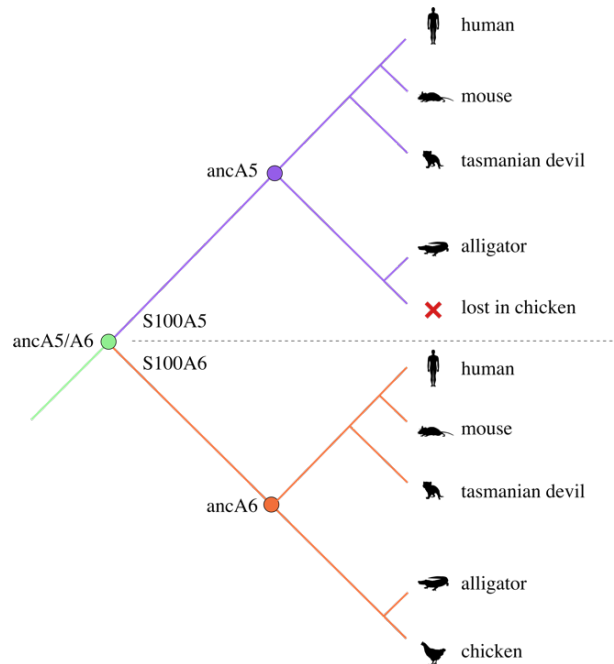 human
mouse
tasmanian devil
ancA5
alligator
lost in chicken
S100A5
ancA5/A6
S100A6
human
mouse
tasmanian devil
ancA6
alligator
chicken